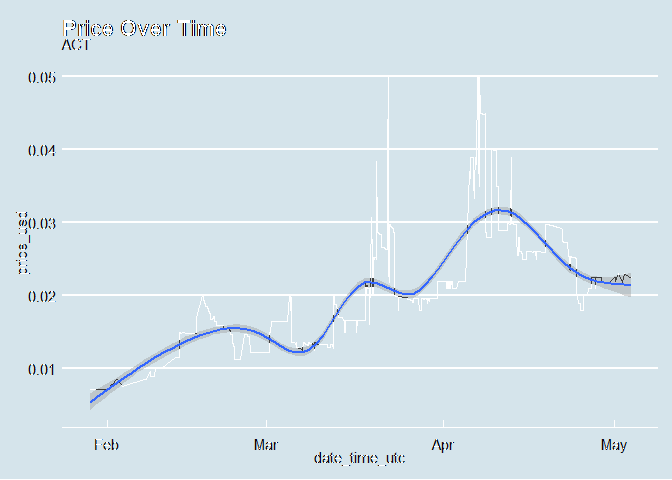 Price Over Time
ACT
0.05
0.04
0.03
0.02
0.01
price_usd
Feb
Mar
Apr
May
date_time_utc